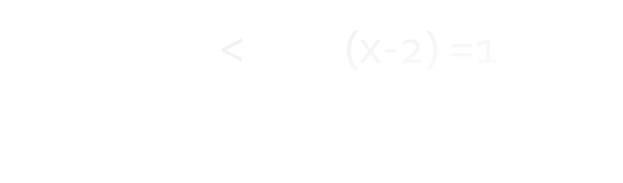 < (x-2) =1